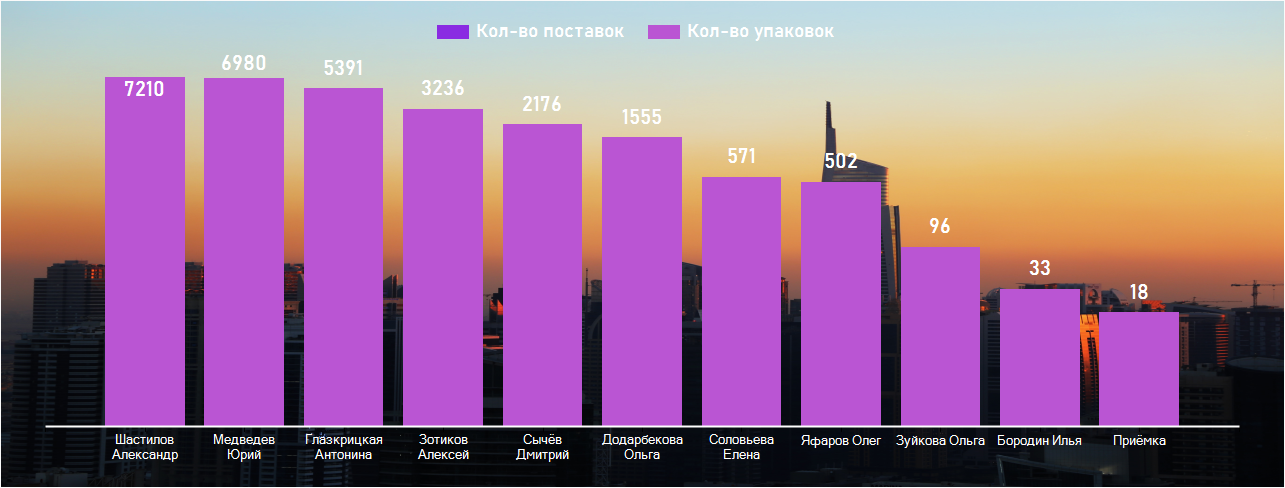 Кол-во поставок Кол-во упаковок
7210 6980 5391 3236 2176 1555 571 502 96 33 18
Шастилов Медведев Глазкрицкая Зотиков Сычёв Додарбекова Соловьева Яфаров Олег Зуйкова Ольга Бородин Илья Приёмка
Александр Юрий Антонина Алексей Дмитрий Ольга Елена